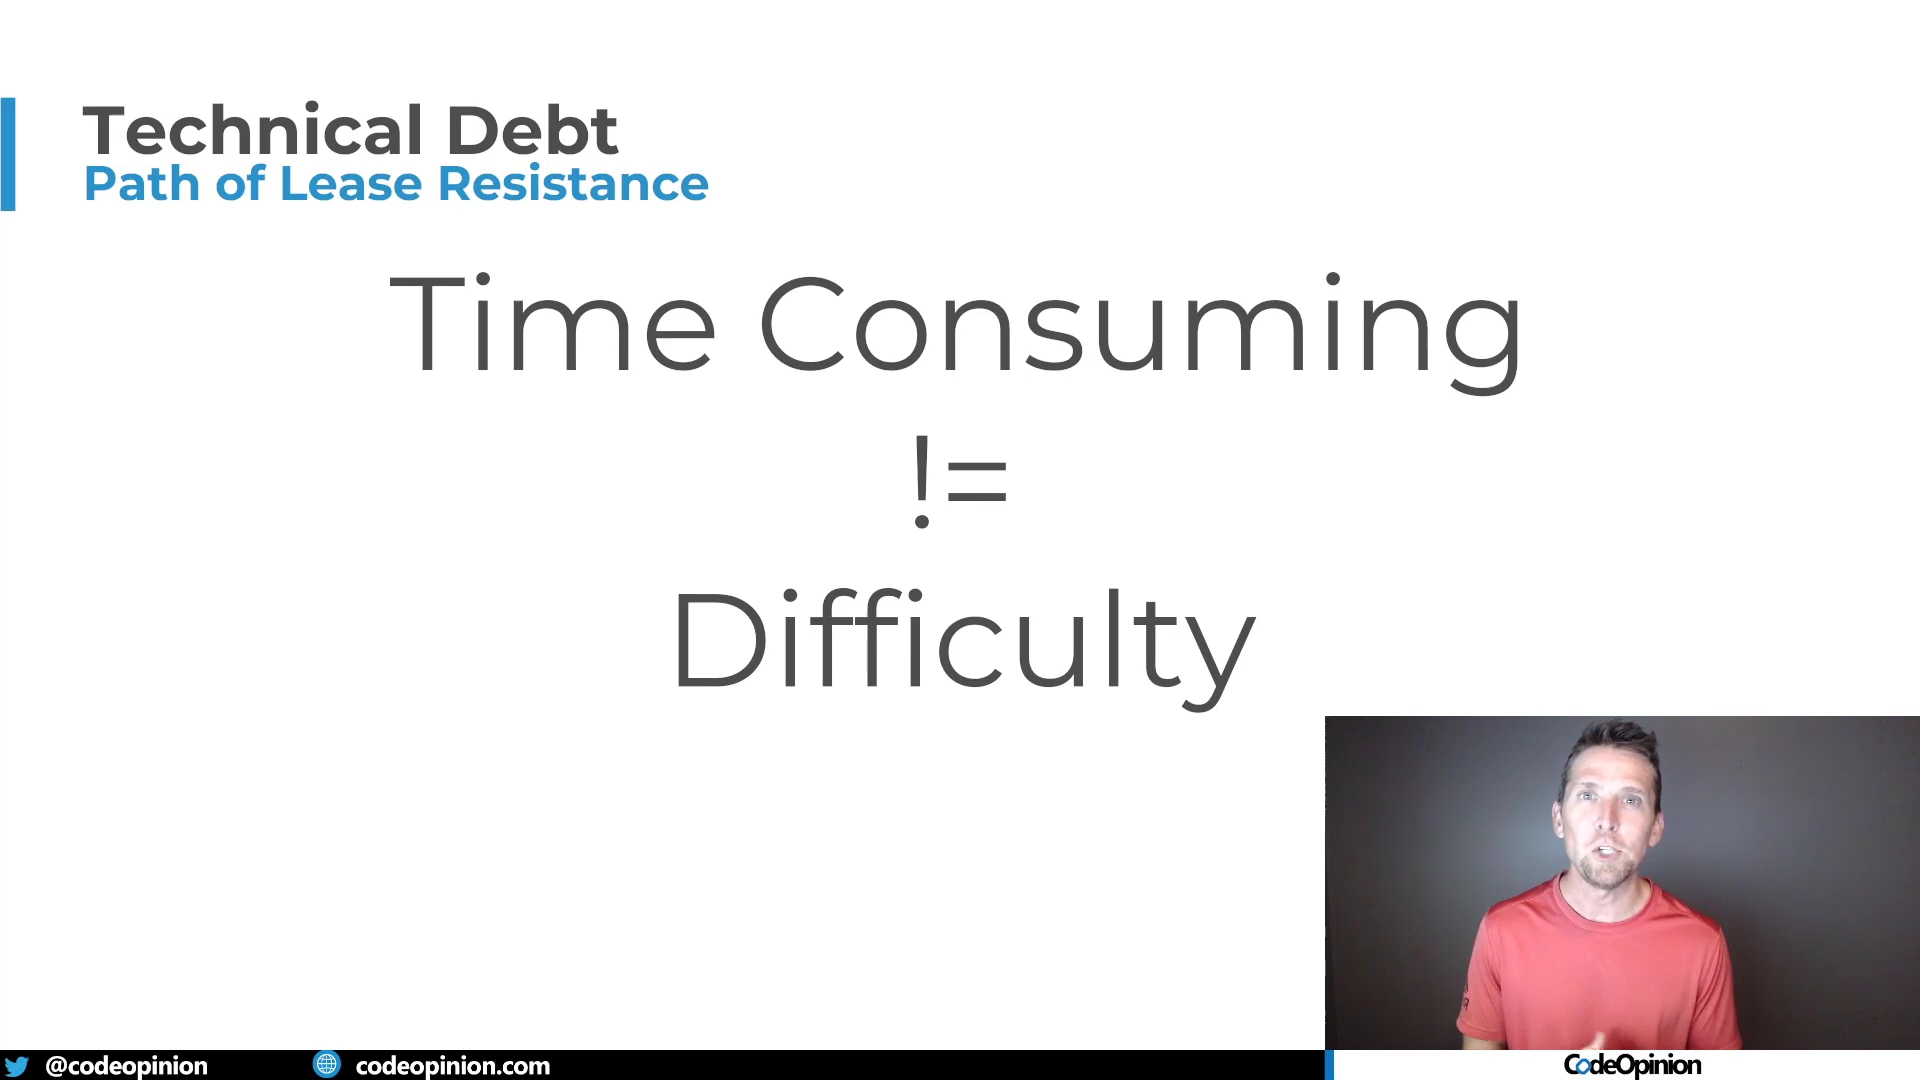 Technical Debt
Path of Lease Resistance
Time Consuming
!=
Difficulty
@codeopinion
codeopinion.com
CodeOpinion